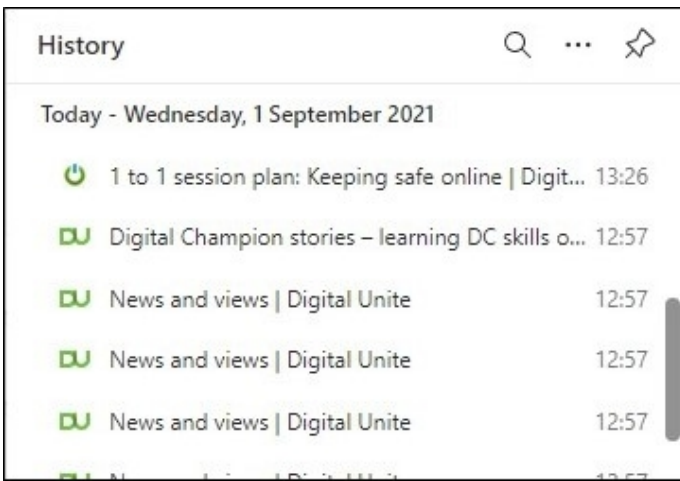 History
Today - Wednesday, 1 September 2021
1 to 1 session plan: Keeping safe online | Digit... 13:26
DU Digital Champion stories – learning DC skills o... 12:57
DU News and views | Digital Unite 12:57
DU News and views | Digital Unite 12:57
DU News and views | Digital Unite 12:57